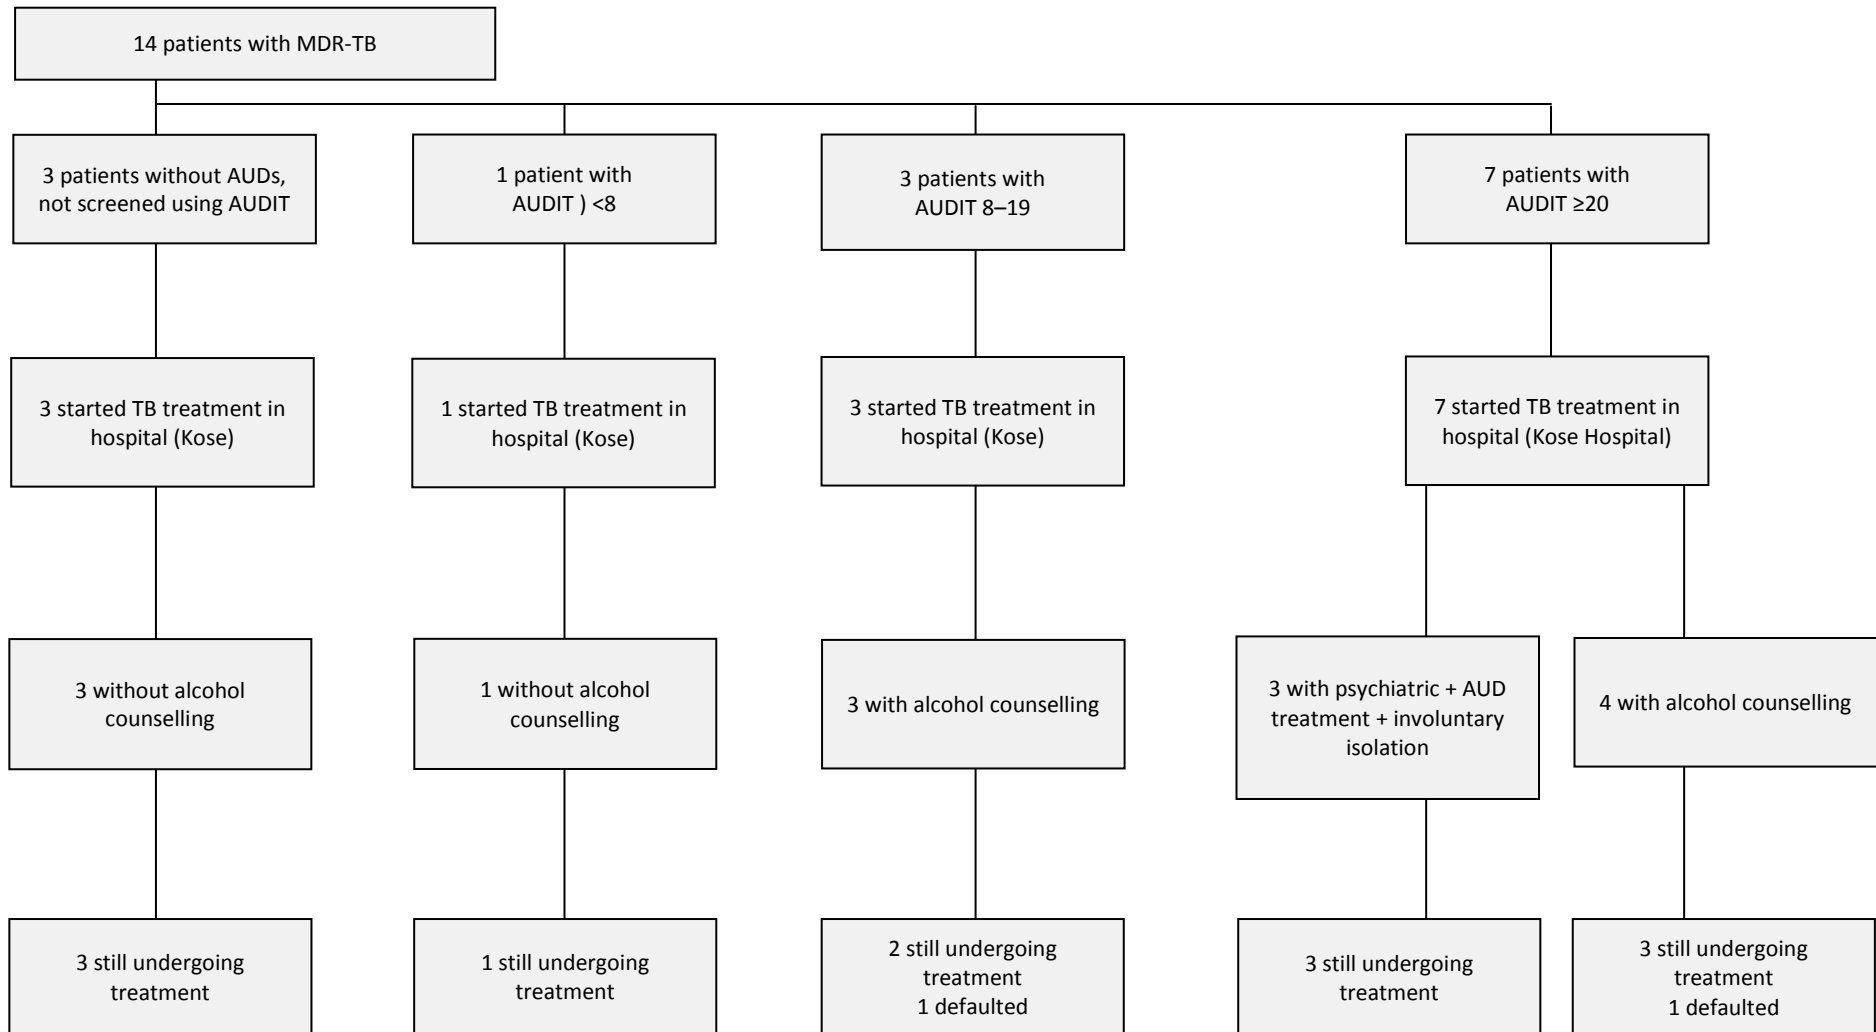 14 patients with MDR-TB
3 patients without AUDs,
not screened using AUDIT
1 patient with
AUDIT ) <8
3 patients with
AUDIT 8–19
7 patients with
AUDIT ≥20
3 started TB treatment in
hospital (Kose)
1 started TB treatment in
hospital (Kose)
3 started TB treatment in
hospital (Kose)
7 started TB treatment in
hospital (Kose Hospital)
3 without alcohol
counselling
1 without alcohol
counselling
3 with alcohol counselling
3 with psychiatric + AUD
treatment + involuntary
isolation
4 with alcohol counselling
3 still undergoing
treatment
1 still undergoing
treatment
2 still undergoing
treatment
1 defaulted
3 still undergoing
treatment
3 still undergoing
treatment
1 defaulted